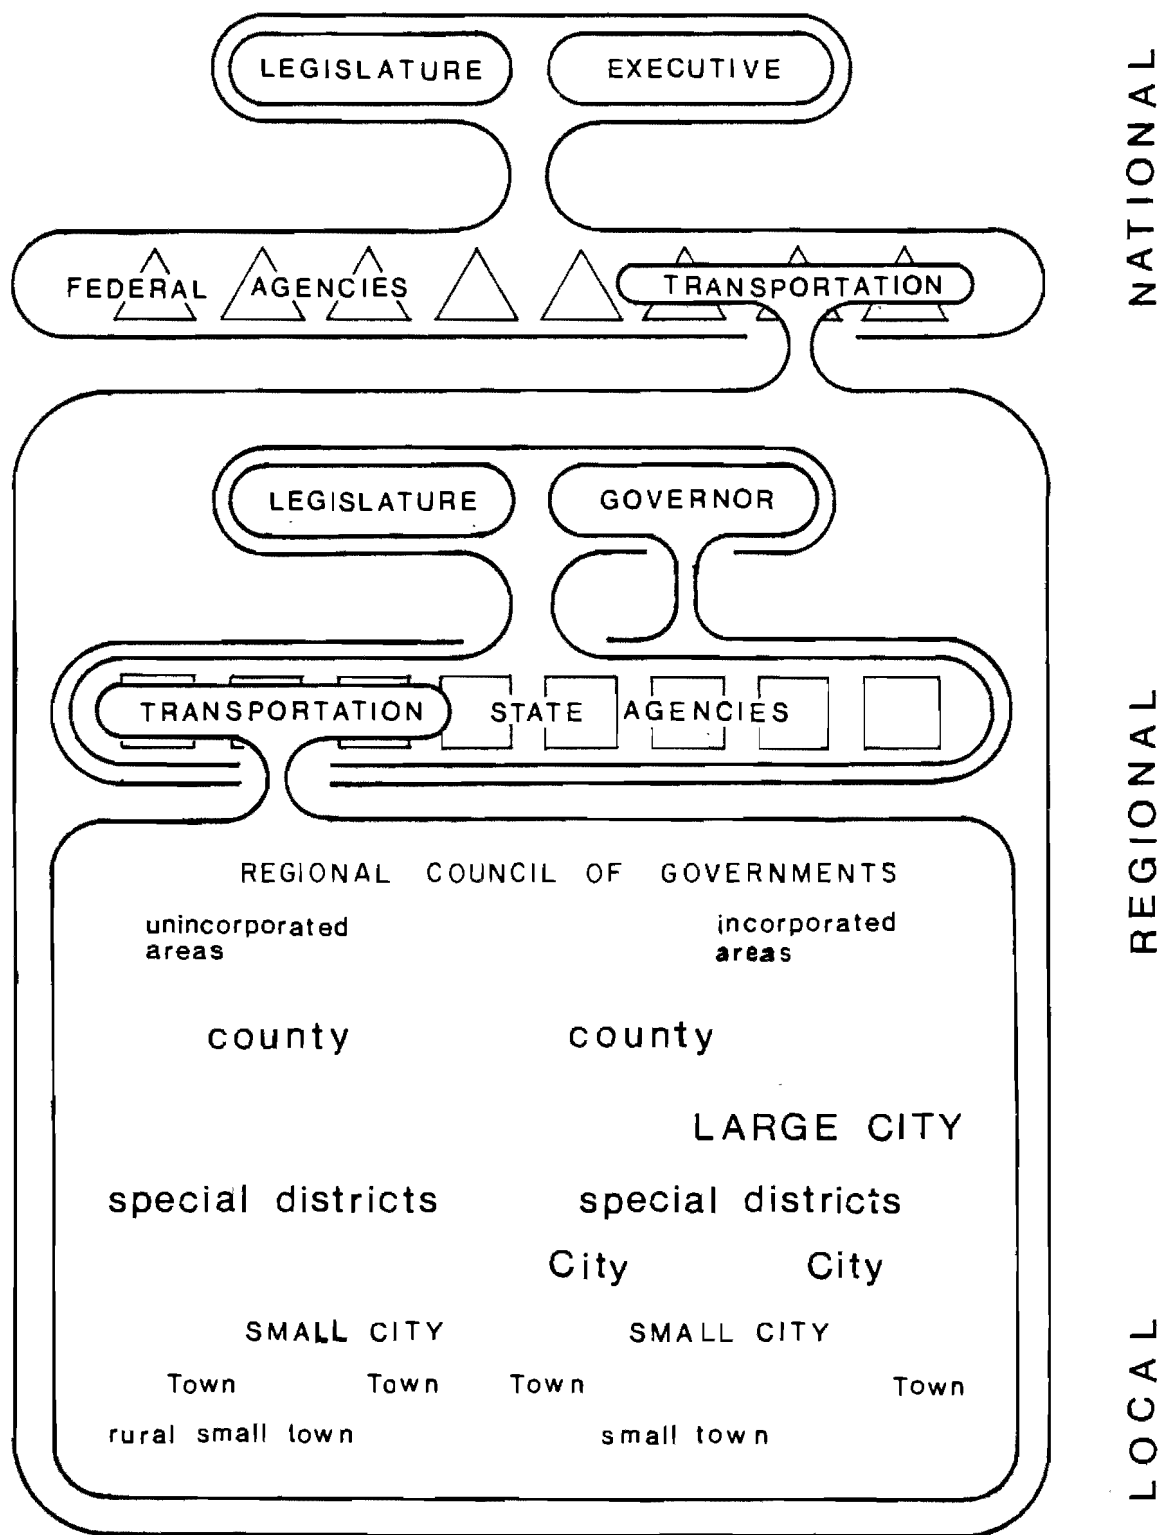 LEGISLATURE EXECUTIVE
FEDERAL AGENCIES TRANSPORTATION
LEGISLATURE GOVERNOR
TRANSPORTATION STATE AGENCIES
REGIONAL COUNCIL OF GOVERNMENTS
unincorporated
areas
incorporated
areas
county county
LARGE CITY
special districts special districts
City City
SMALL CITY SMALL CITY
Town Town Town Town
rural small town small town
NATIONAL
REGIONAL
LOCAL